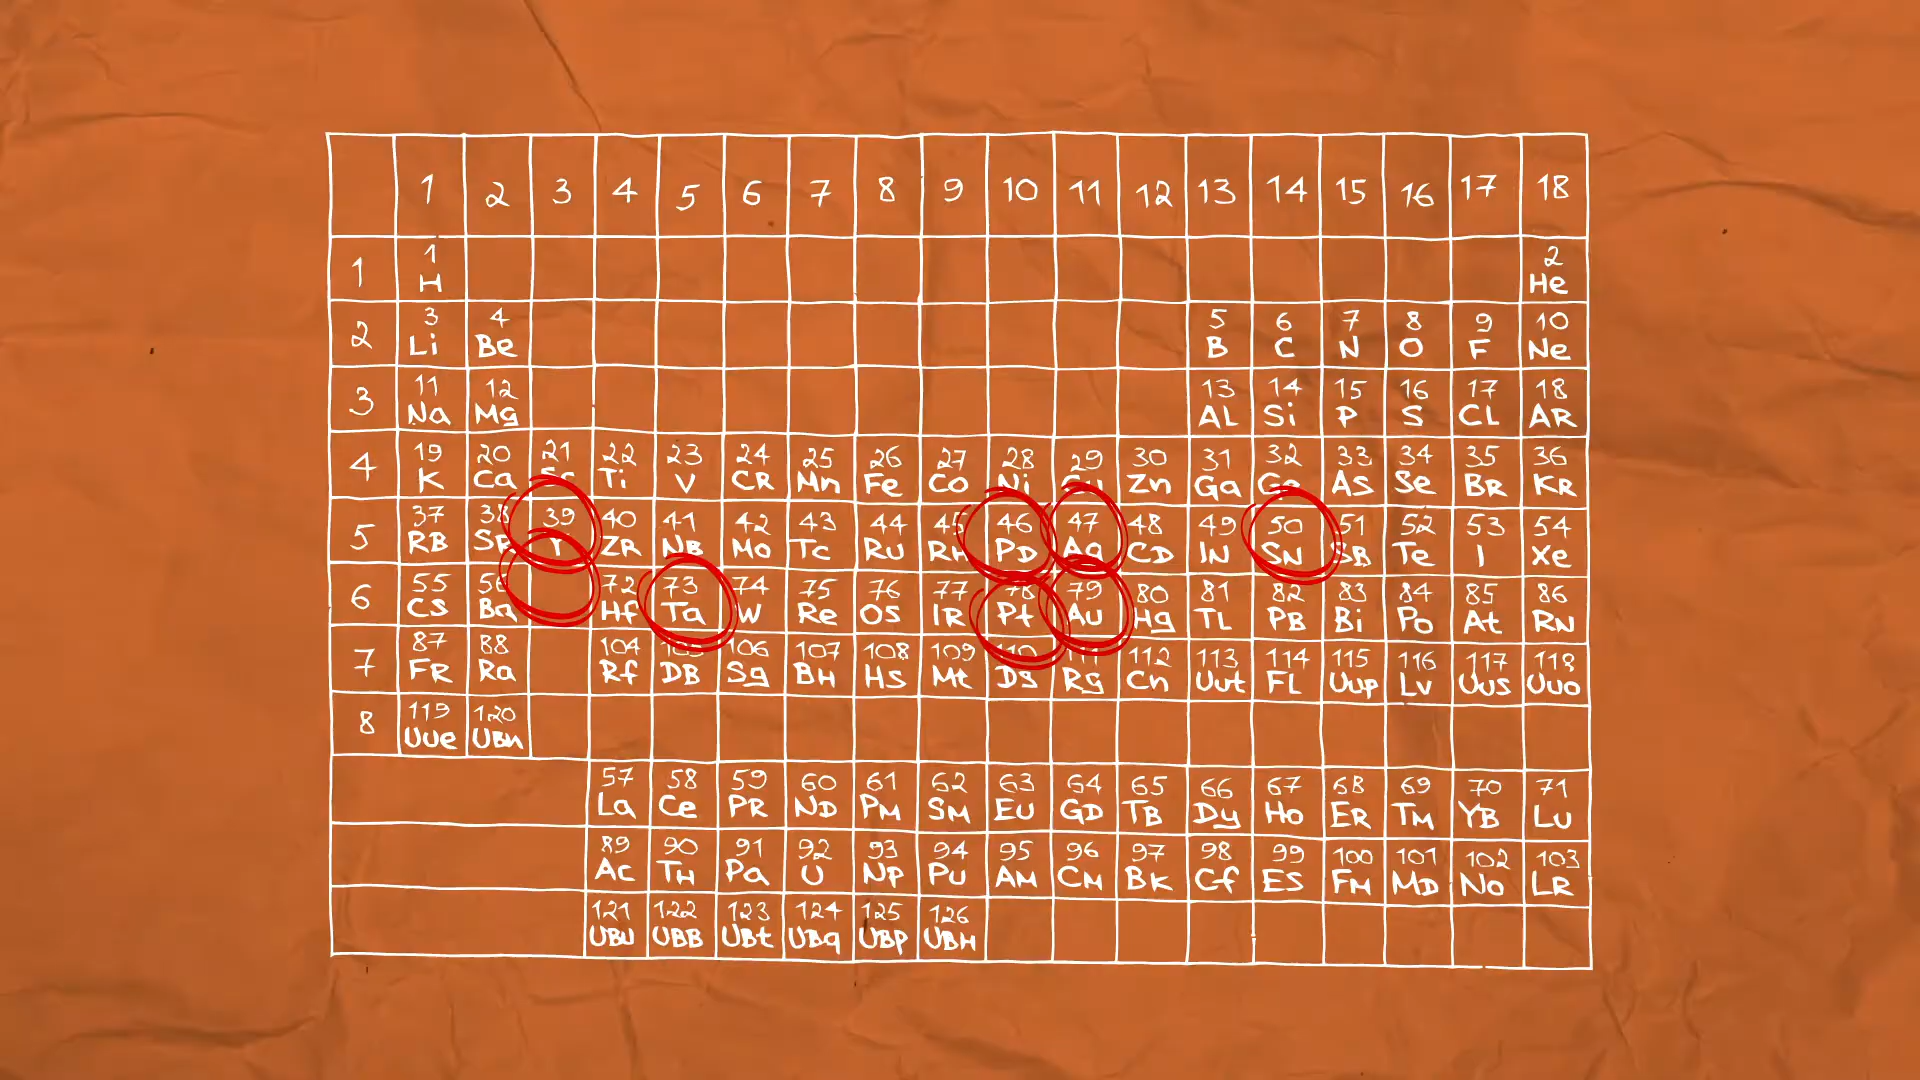 1 2 3 4 5 6 7 8 9 10 11 12 13 14 15 16 17 18
1 1 2
H He
2 3 4 5 6 7 8 9 10
Li Be B C N O F Ne
3 11 12 13 14 15 16 17 18
Na Mg AL Si P S CL AR
4 19 20 21 22 23 24 25 26 27 28 29 30 31 32 33 34 35 36
K Ca Ti V CR Mn Fe Co Ni Zn Ga As Se BR KR
5 37 38 39 40 41 42 43 44 45 46 47 48 49 50 51 52 53 54
RB SR Y ZR NB Mo Tc Ru RH PD Ag CD IN SN SB Te I Xe
6 55 56 72 73 74 75 76 77 78 79 80 81 82 83 84 85 86
CS Ba Hf Ta W Re OS IR Pt Au Hg TL PB Bi Po At RN
7 87 88 104 105 106 107 108 109 110 111 112 113 114 115 116 117 118
FR Ra Rf DB Sg BH HS Mt DS RG Cn Uut FL UUP LV UUS UUO
8 119 120
UUe UBN
57 58 59 60 61 62 63 64 65 66 67 68 69 70 71
La Ce PR ND PM SM EU GD TB Dy Ho ER TM YB LU
89 90 91 92 93 94 95 96 97 98 99 100 101 102 103
AC TH Pa U NP PU AM CM BK Cf ES FM MD NO LR
121 122 123 124 125 126
UBU UBB UBt UBq UBP UBH